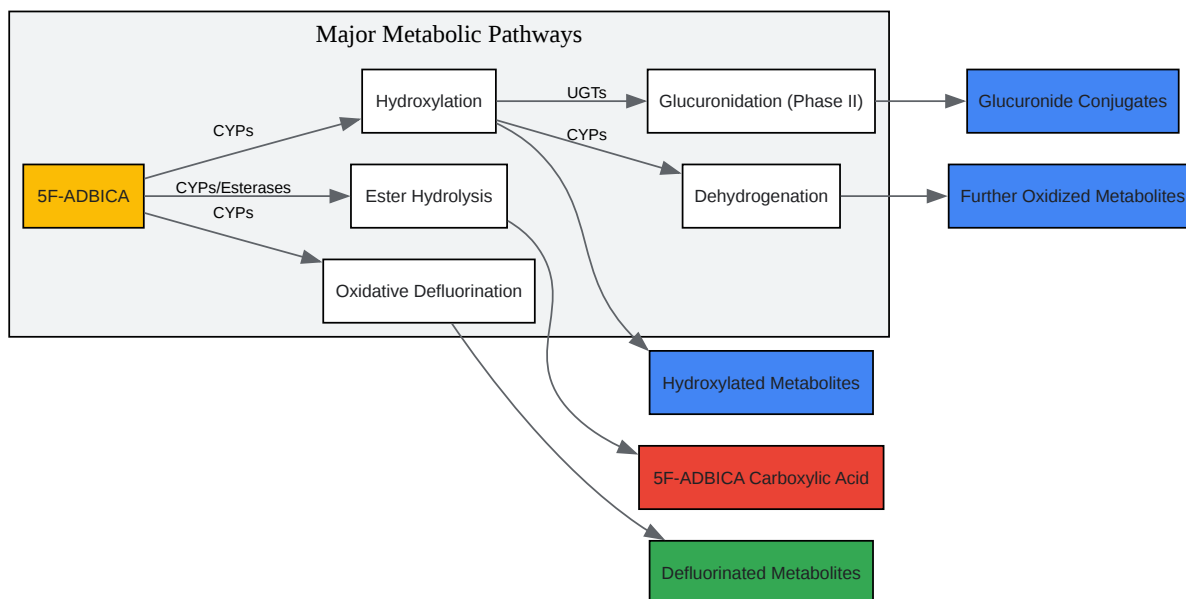 Major Metabolic Pathways
Hydroxylation
UGTs
Glucuronidation (Phase II)
Glucuronide Conjugates
CYPs
CYPs
5F-ADBICA
CYPs/Esterases
Ester Hydrolysis
Dehydrogenation
Further Oxidized Metabolites
CYPs
Oxidative Defluorination
Hydroxylated Metabolites
5F-ADBICA Carboxylic Acid
Defluorinated Metabolites